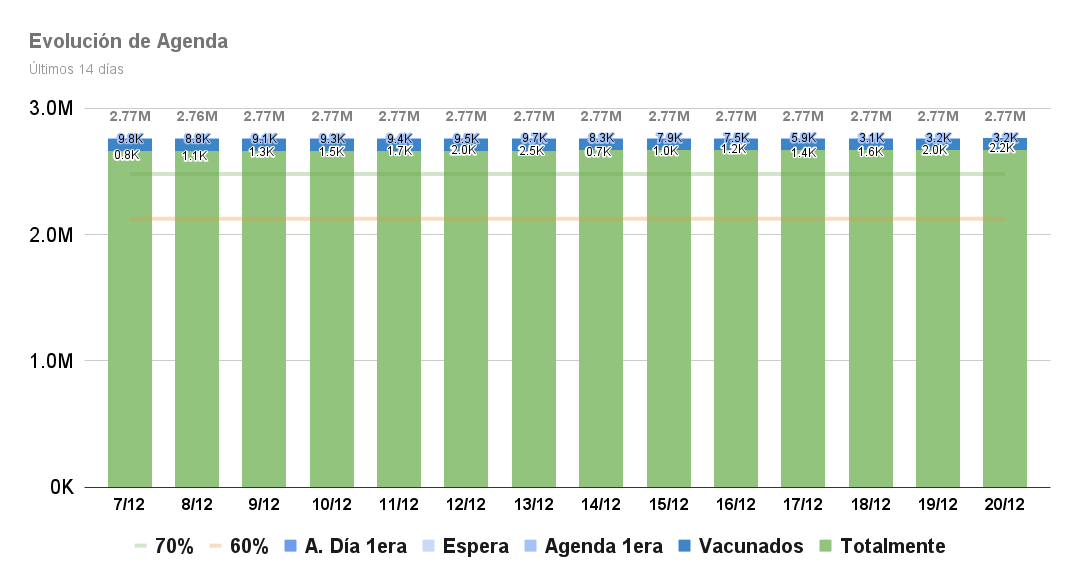 Evolución de Agenda
Últimos 14 días
3.0M
2.77M 2.76M 2.77M 2.77M 2.77M 2.77M 2.77M 2.77M 2.77M 2.77M 2.77M 2.77M 2.77M 2.77M
9.8K 8.8K 9.1K 9.3K 9.4K 9.5K 9.7K 8.3K 7.9K 7.5K 5.9K 3.1K 3.2K 3.2K
0.8K 1.1K 1.3K 1.5K 1.7K 2.0K 2.5K 0.7K 1.0K 1.2K 1.4K 1.6K 2.0K 2.2K
2.0M
1.0M
0K
7/12 8/12 9/12 10/12 11/12 12/12 13/12 14/12 15/12 16/12 17/12 18/12 19/12 20/12
70% 60% A. Día 1era Espera Agenda 1era Vacunados Totalmente